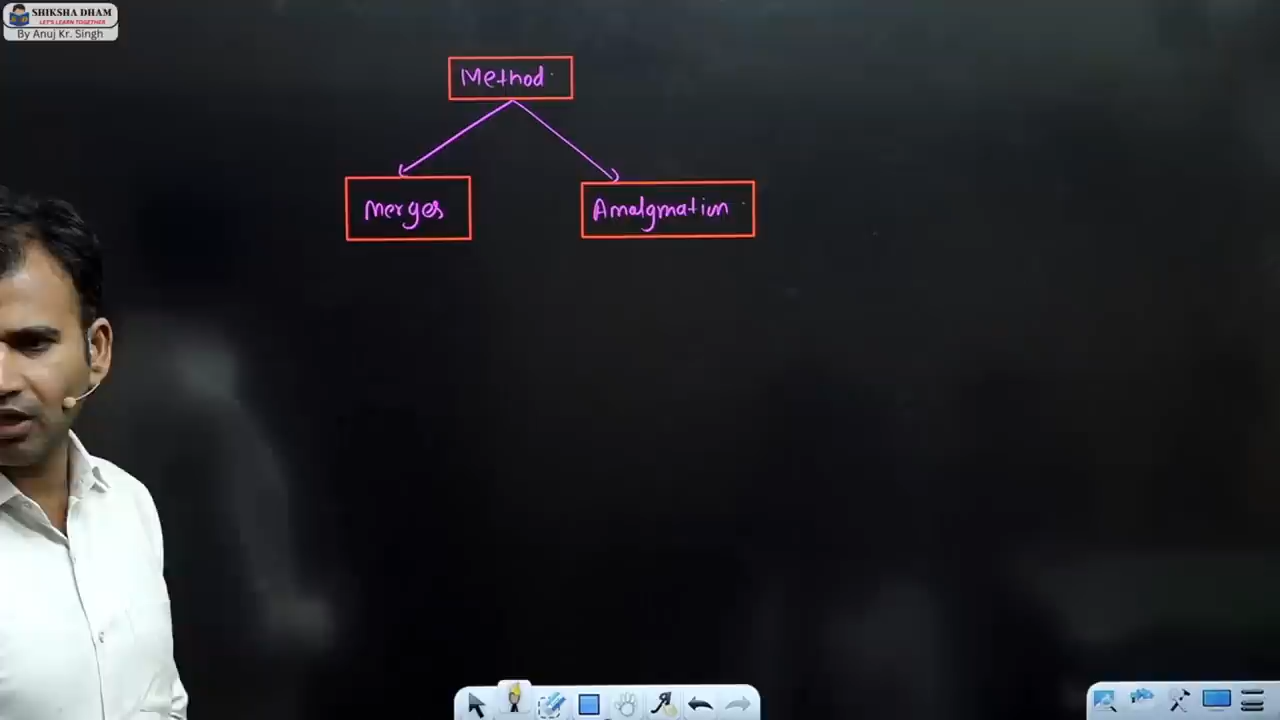 SHIKSHA DHAM
LET'S LEARN TOGETHER
By Anuj Kr. Singh
Method
Merges
Amalgmation